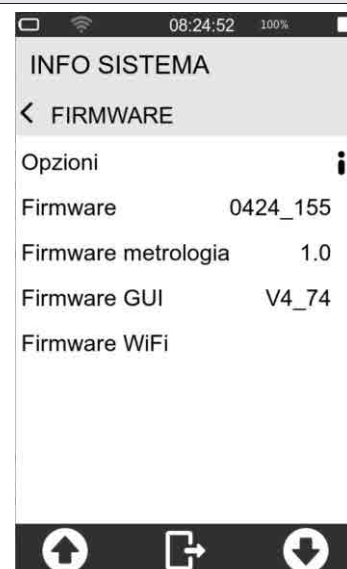 08:24:52 100%
INFO SISTEMA
FIRMWARE
Opzioni
Firmware 0424_155
Firmware metrologia 1.0
Firmware GUI V4_74
Firmware WiFi